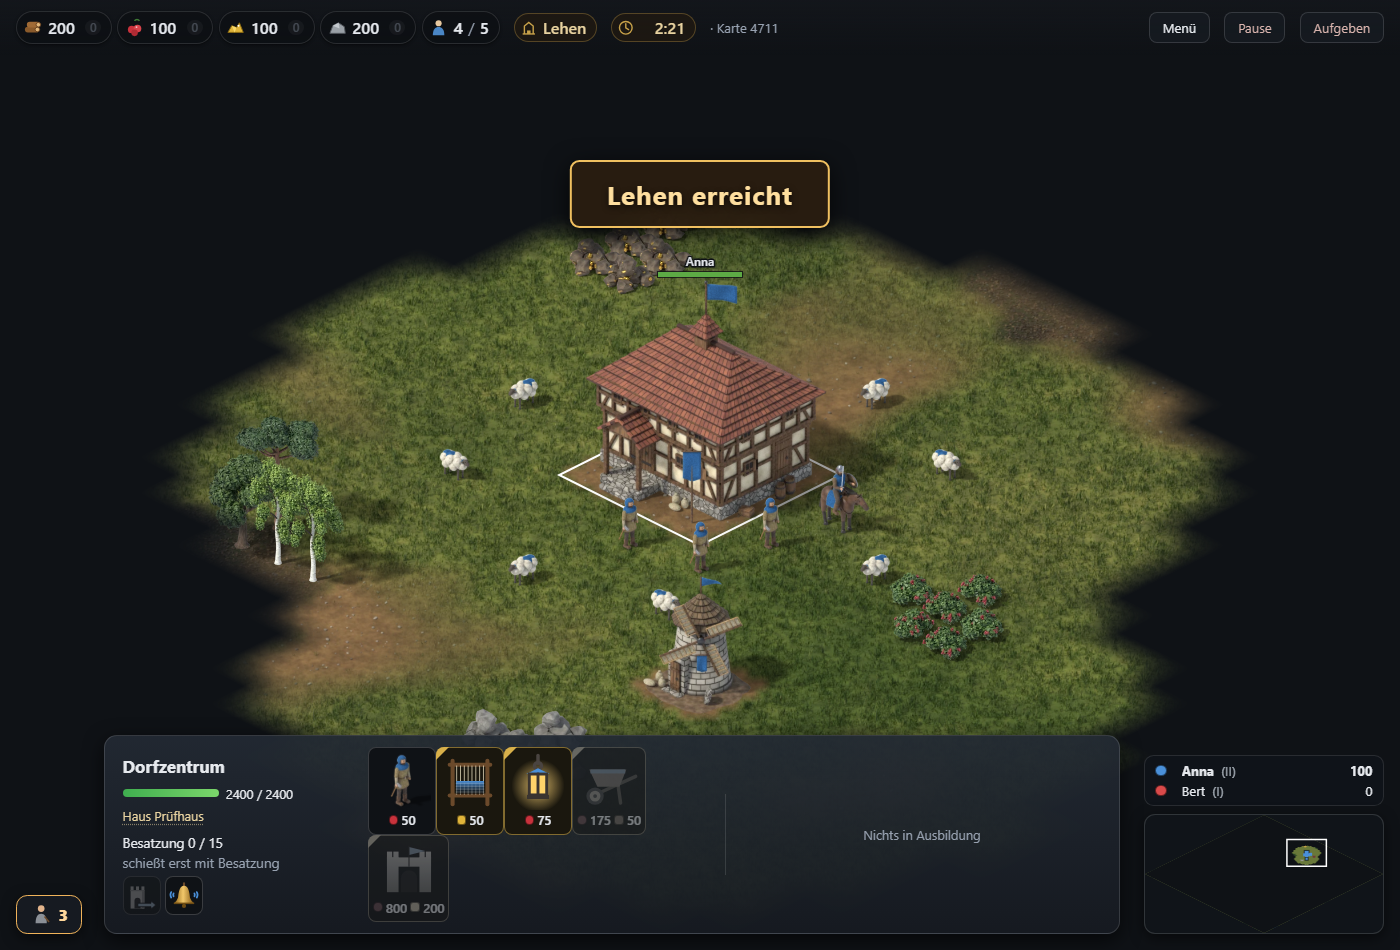 200 0 100 0 100 0 200 0 4 / 5 Lehen 2:21 · Karte 4711 Menü Pause Aufgeben
Lehen erreicht
Anna
Dorfzentrum
2400 / 2400
Haus Prüfhaus
Besatzung 0 / 15
schießt erst mit Besatzung
50 50 75 175 50
800 200
Nichts in Ausbildung
3
Anna (II) 100
Bert (I) 0